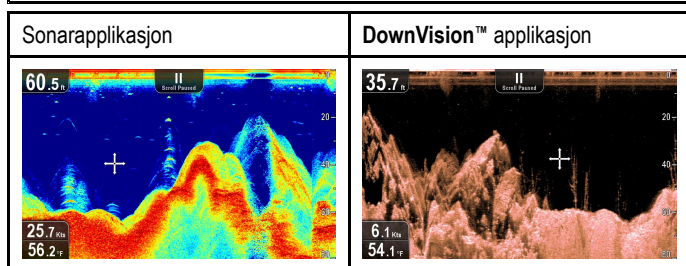 Sonarapplikasjon
DownVision™ applikasjon
60.5 ft
Scroll Paused
20
40
25.7 Kts
56.2 °F
35.7 ft
Scroll Paused
20
40
6.1 Kts
54.1 °F